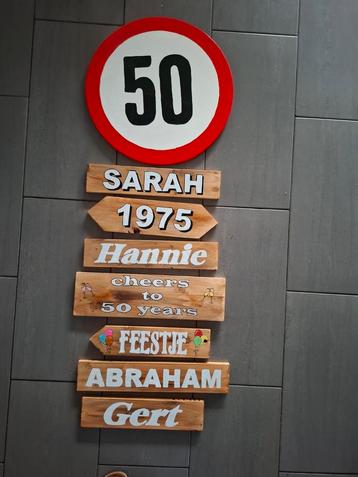 50
SARAH
1975
Hannie
cheers
to
50 years
FEESTJE
ABRAHAM
Gert